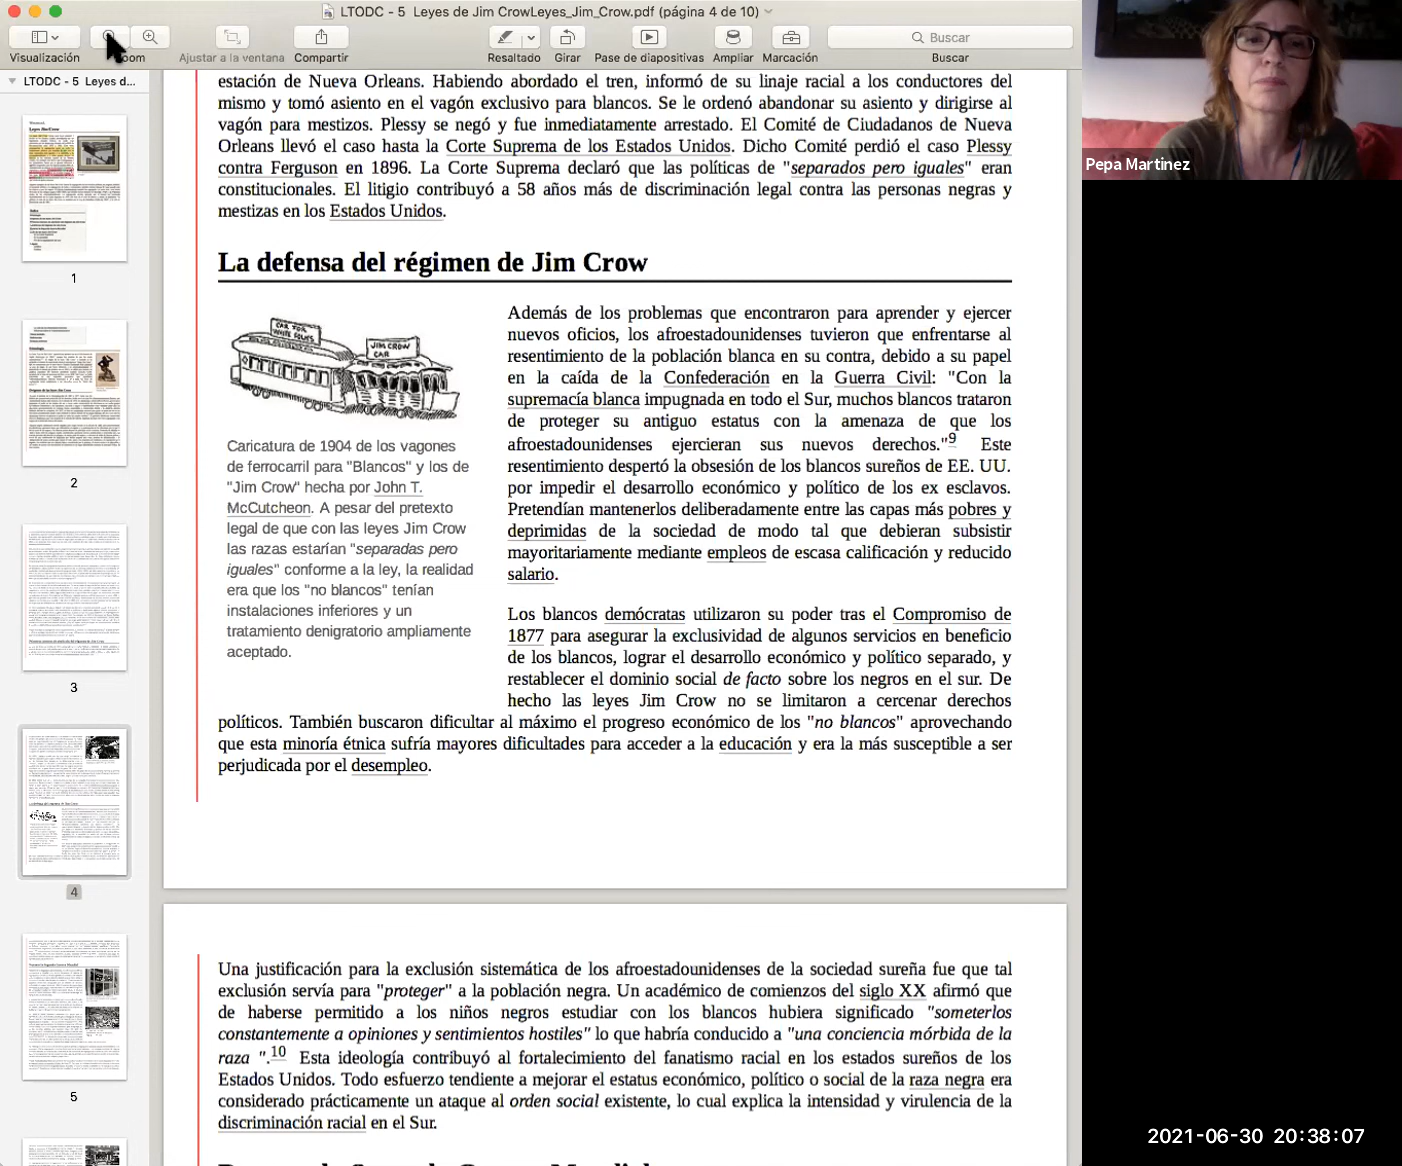 LTODC - 5  Leyes de Jim CrowLeyes_Jim_Crow.pdf (página 4 de 10)
Visualización
Ajustar a la ventana
Compartir
Resaltado
Girar
Pase de diapositivas
Ampliar
Marcación
Buscar
Buscar
LTODC - 5  Leyes d...
1
2
3
4
5
estación de Nueva Orleans. Habiendo abordado el tren, informó de su linaje racial a los conductores del
mismo y tomó asiento en el vagón exclusivo para blancos. Se le ordenó abandonar su asiento y dirigirse al
vagón para mestizos. Plessy se negó y fue inmediatamente arrestado. El Comité de Ciudadanos de Nueva
Orleans llevó el caso hasta la Corte Suprema de los Estados Unidos. Dicho Comité perdió el caso Plessy
contra Ferguson en 1896. La Corte Suprema declaró que las políticas de "separados pero iguales" eran
constitucionales. El litigio contribuyó a 58 años más de discriminación legal contra las personas negras y
mestizas en los Estados Unidos.
La defensa del régimen de Jim Crow
CAR FOR
WHITE FOLKS
JIM CROW
CAR
Caricatura de 1904 de los vagones
de ferrocarril para "Blancos" y los de
"Jim Crow" hecha por John T.
McCutcheon. A pesar del pretexto
legal de que con las leyes Jim Crow
las razas estarían "separadas pero
iguales" conforme a la ley, la realidad
era que los "no blancos" tenían
instalaciones inferiores y un
tratamiento denigratorio ampliamente
aceptado.
Además de los problemas que encontraron para aprender y ejercer
nuevos oficios, los afroestadounidenses tuvieron que enfrentarse al
resentimiento de la población blanca en su contra, debido a su papel
en la caída de la Confederación en la Guerra Civil: "Con la
supremacía blanca impugnada en todo el Sur, muchos blancos trataron
de proteger su antiguo estatus con la amenaza de que los
afroestadounidenses ejercieran sus nuevos derechos."9 Este
resentimiento despertó la obsesión de los blancos sureños de EE. UU.
por impedir el desarrollo económico y político de los ex esclavos.
Pretendían mantenerlos deliberadamente entre las capas más pobres y
deprimidas de la sociedad de modo tal que debieran subsistir
mayoritariamente mediante empleos de escasa calificación y reducido
salario.
Los blancos demócratas utilizaron su poder tras el Compromiso de
1877 para asegurar la exclusividad de algunos servicios en beneficio
de los blancos, lograr el desarrollo económico y político separado, y
restablecer el dominio social de facto sobre los negros en el sur. De
hecho las leyes Jim Crow no se limitaron a cercenar derechos
políticos. También buscaron dificultar al máximo el progreso económico de los "no blancos" aprovechando
que esta minoría étnica sufría mayores dificultades para acceder a la educación y era la más susceptible a ser
perjudicada por el desempleo.
Una justificación para la exclusión sistemática de los afroestadounidenses de la sociedad sureña fue que tal
exclusión servía para "proteger" a la población negra. Un académico de comienzos del siglo XX afirmó que
de haberse permitido a los niños negros estudiar con los blancos hubiera significado "someterlos
constantemente a opiniones y sentimientos hostiles" lo que habría conducido a "una conciencia mórbida de la
raza ".10 Esta ideología contribuyó al fortalecimiento del fanatismo racial en los estados sureños de los
Estados Unidos. Todo esfuerzo tendiente a mejorar el estatus económico, político o social de la raza negra era
considerado prácticamente un ataque al orden social existente, lo cual explica la intensidad y virulencia de la
discriminación racial en el Sur.
Pepa Martinez
2021-06-30 20:38:07